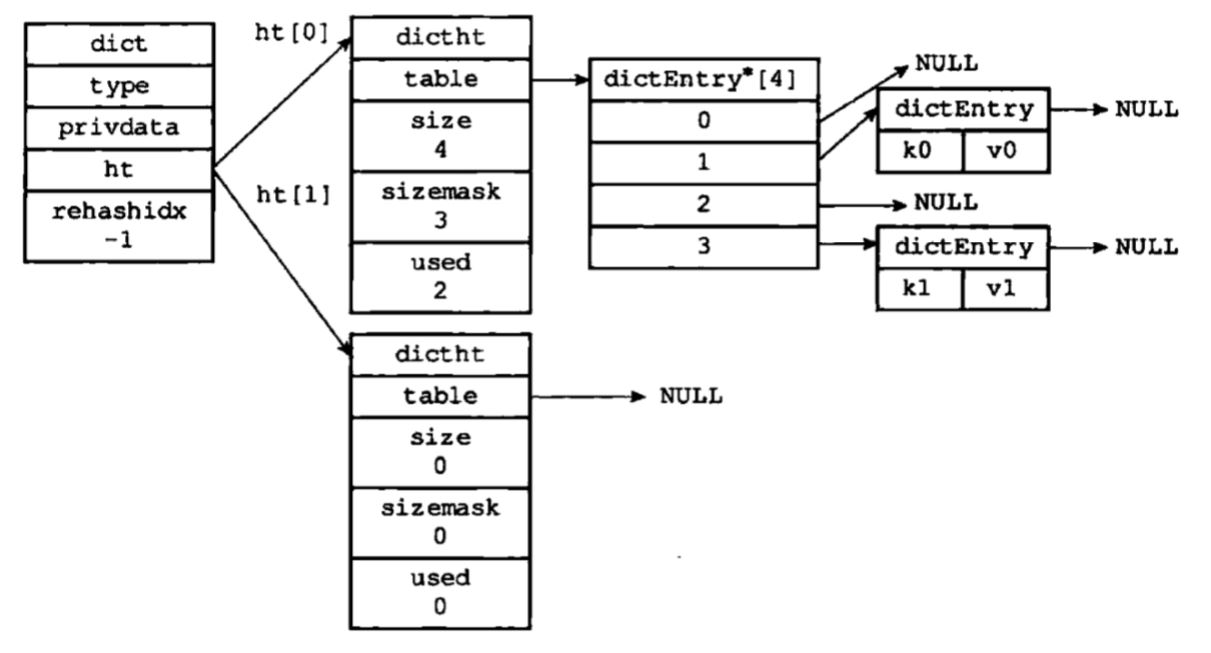 dict
type
privdata
ht
rehashidx
-1
ht[0]
ht[1]
dictht
table
size
4
sizemask
3
used
2
dictht
table
size
0
sizemask
0
used
0
NULL
dictEntry*[4]
0
1
2
3
NULL
dictEntry
k0 v0
NULL
NULL
dictEntry
k1 v1
NULL